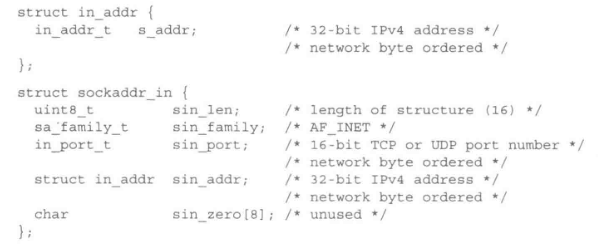 struct in_addr {
  in_addr_t   s_addr;           /* 32-bit IPv4 address */
                                /* network byte ordered */
};
struct sockaddr_in {
  uint8_t         sin_len;      /* length of structure (16) */
  sa_family_t     sin_family;   /* AF_INET */
  in_port_t       sin_port;     /* 16-bit TCP or UDP port number */
                                /* network byte ordered */
  struct in_addr  sin_addr;     /* 32-bit IPv4 address */
                                /* network byte ordered */
  char            sin_zero[8];  /* unused */
};